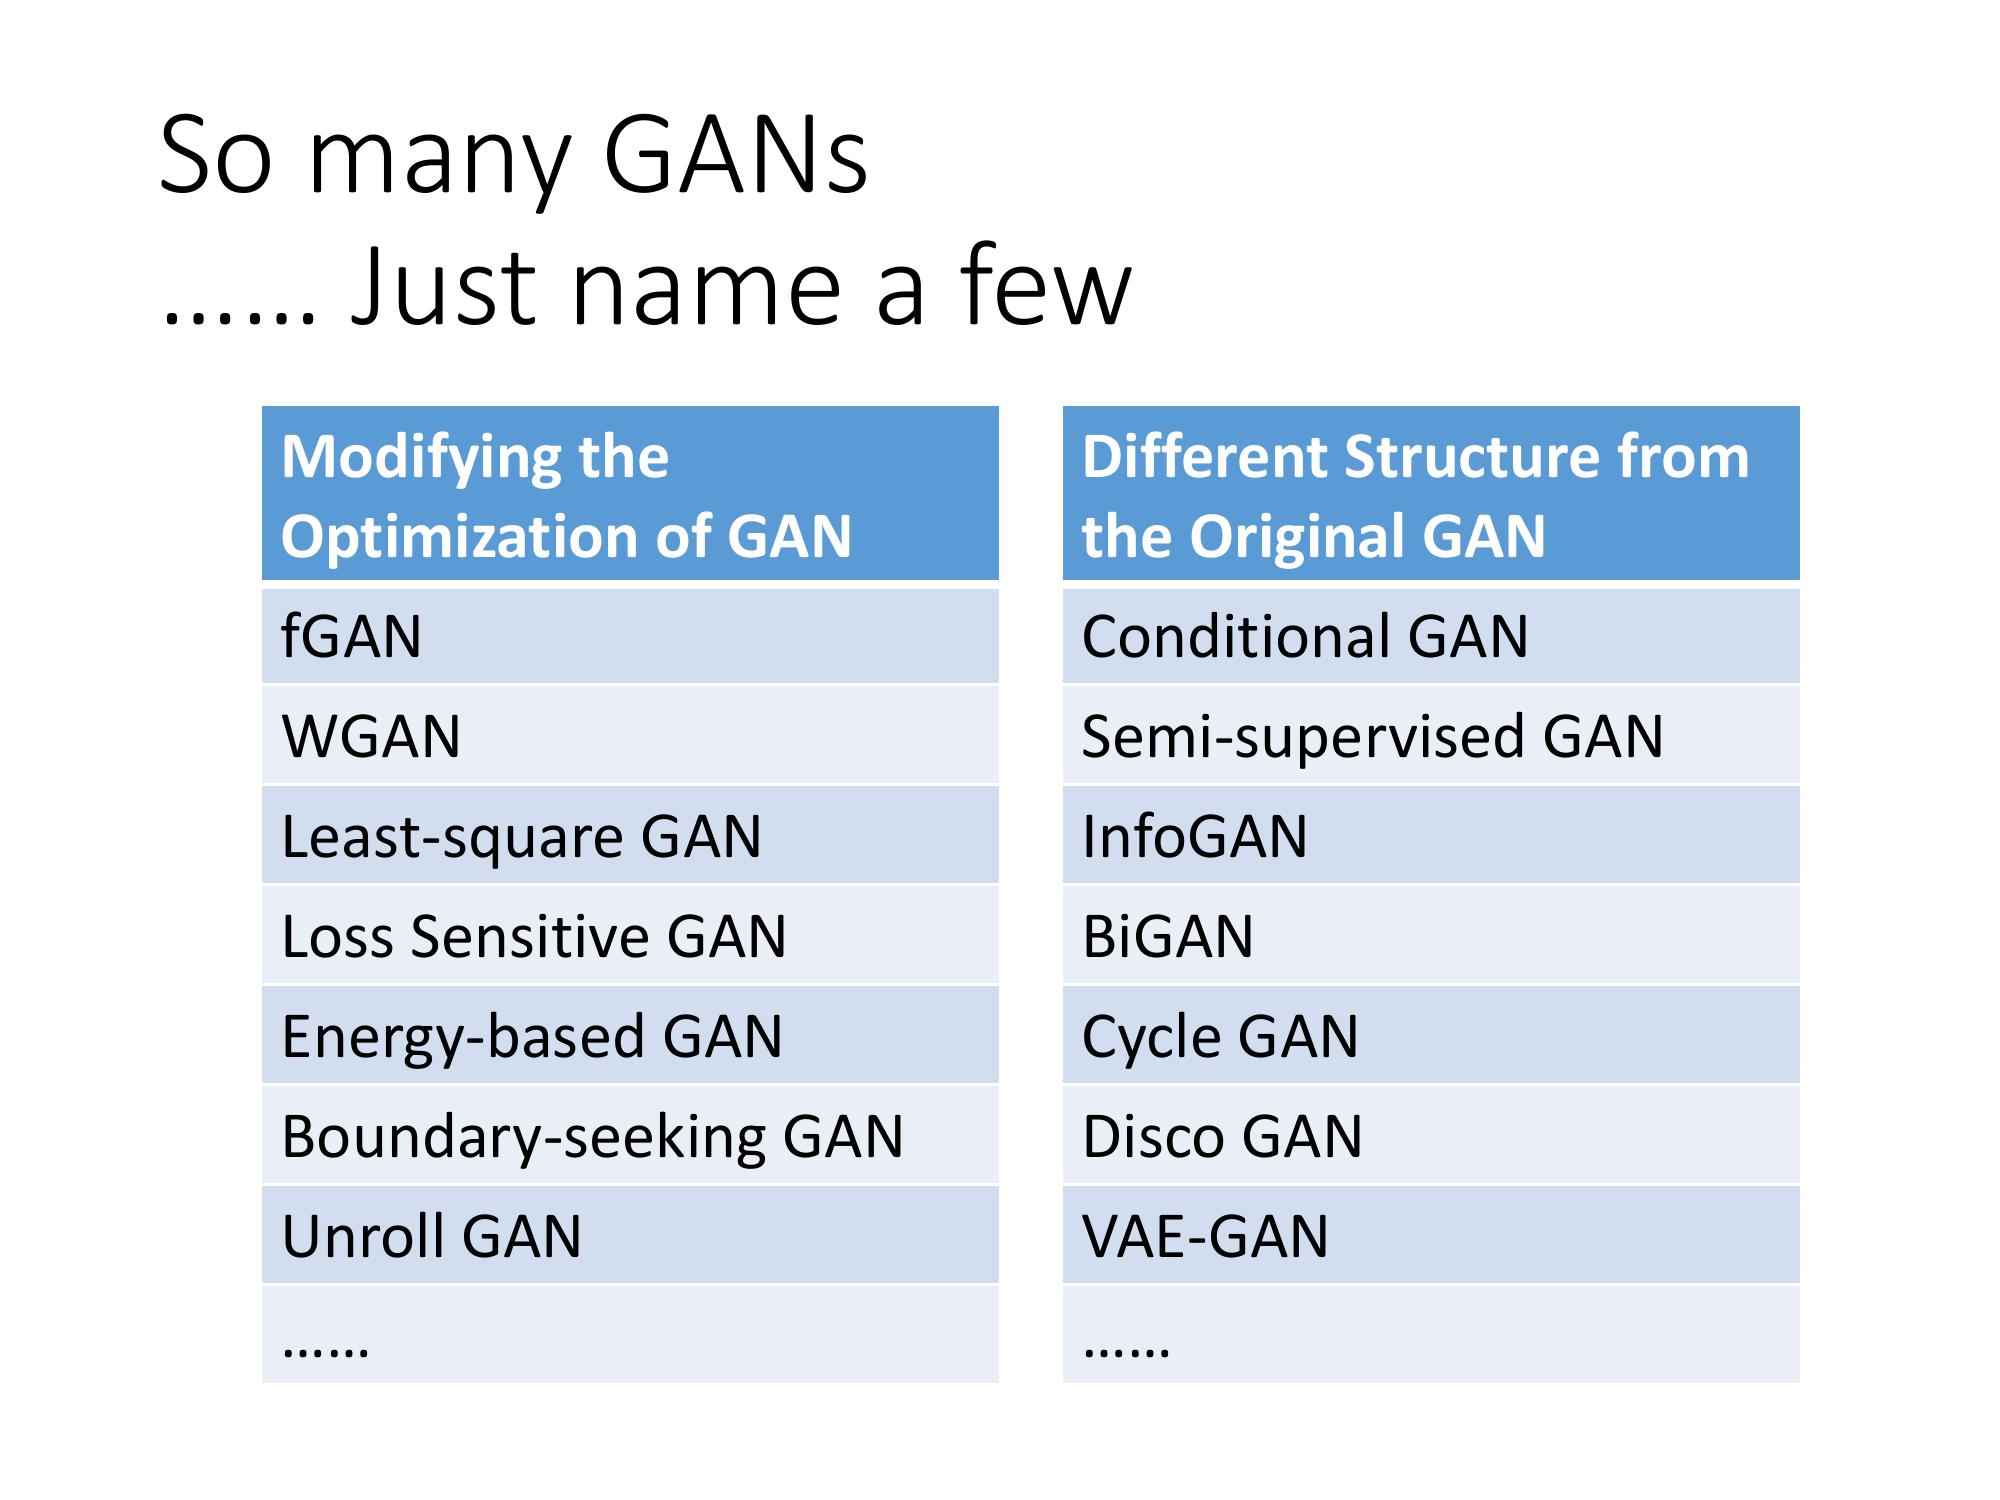 So many GANs
...... Just name a few
Modifying the
Optimization of GAN
fGAN
WGAN
Least-square GAN
Loss Sensitive GAN
Energy-based GAN
Boundary-seeking GAN
Unroll GAN
......
Different Structure from
the Original GAN
Conditional GAN
Semi-supervised GAN
InfoGAN
BiGAN
Cycle GAN
Disco GAN
VAE-GAN
......